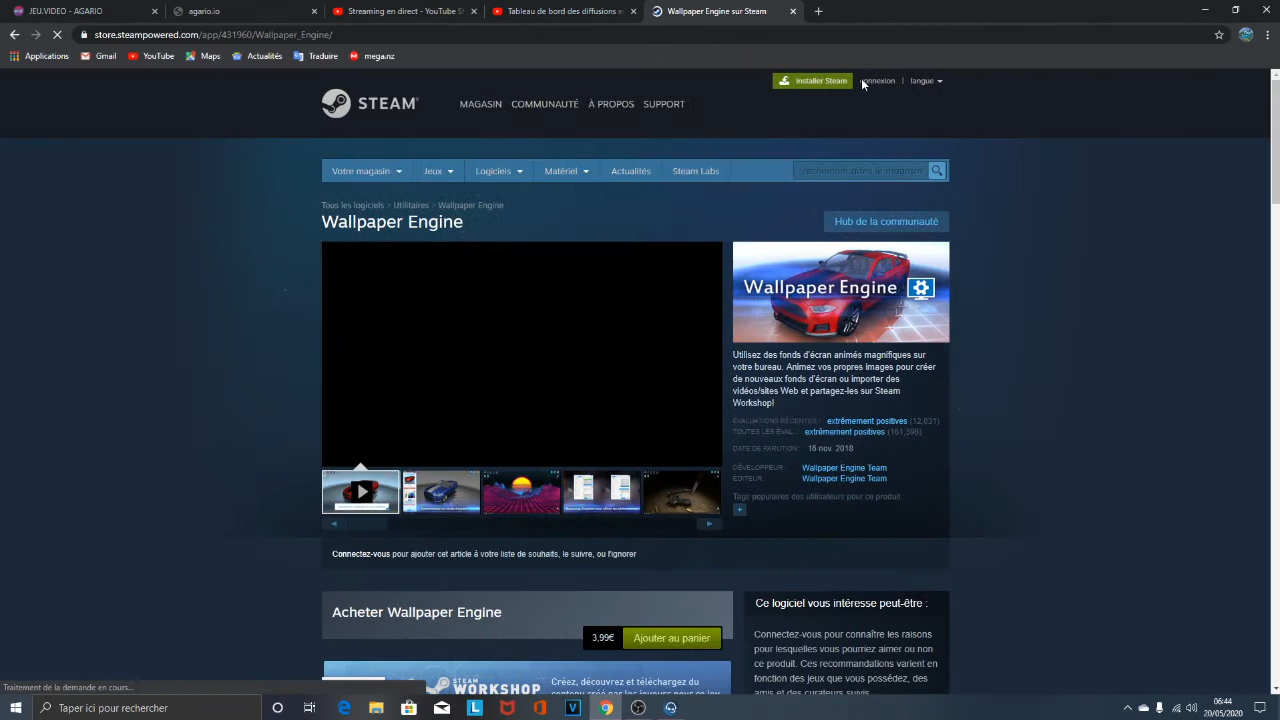 JEU.VIDEO - AGARIO
agario.io
Streaming en direct - YouTube S
Tableau de bord des diffusions e
Wallpaper Engine sur Steam
store.steampowered.com/app/431960/Wallpaper_Engine/
Applications
Gmail
YouTube
Maps
Actualités
Traduire
mega.nz
Installer Steam
connexion
langue
STEAM
MAGASIN
COMMUNAUTÉ
À PROPOS
SUPPORT
Votre magasin
Jeux
Logiciels
Matériel
Actualités
Steam Labs
rechercher dans le magasin
Tous les logiciels > Utilitaires > Wallpaper Engine
Wallpaper Engine
Hub de la communauté
Wallpaper Engine
Utilisez des fonds d'écran animés magnifiques sur
votre bureau. Animez vos propres images pour créer
de nouveaux fonds d'écran ou importer des
vidéos/sites Web et partagez-les sur Steam
Workshop!
ÉVALUATIONS RÉCENTES : extrêmement positives (12,031)
TOUTES LES ÉVAL... extrêmement positives (161,396)
DATE DE PARUTION : 16 nov. 2018
DÉVELOPPEUR : Wallpaper Engine Team
ÉDITEUR : Wallpaper Engine Team
Tags populaires des utilisateurs pour ce produit
+
Connectez-vous pour ajouter cet article à votre liste de souhaits, le suivre, ou l'ignorer
Acheter Wallpaper Engine
3,99€
Ajouter au panier
Ce logiciel vous intéresse peut-être :
Connectez-vous pour connaître les raisons
pour lesquelles vous pourriez aimer ou non
ce produit. Ces recommandations varient en
fonction des jeux que vous possédez, des
amis et des curateurs suivis.
STEAM
WORKSHOP
Créez, découvrez et téléchargez du
contenu créé par les joueurs pour ce jeu
Traitement de la demande en cours...
Taper ici pour rechercher
06:44
20/05/2020